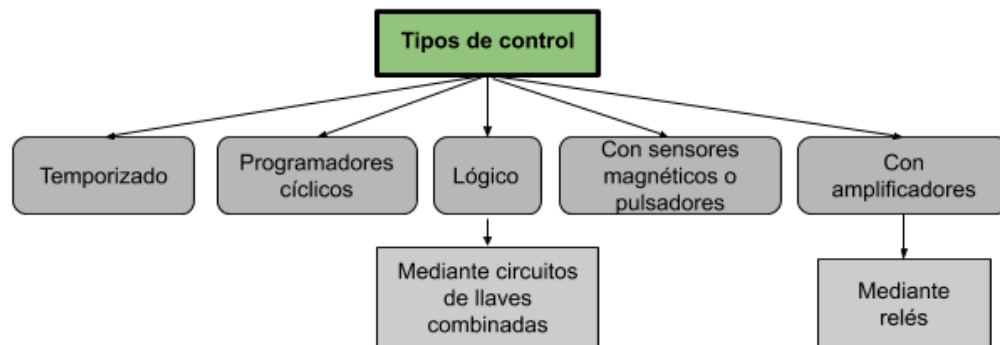 Tipos de control
Temporizado
Programadores
cíclicos
Lógico
Con sensores
magnéticos o
pulsadores
Con
amplificadores
Mediante circuitos
de llaves
combinadas
Mediante
relés